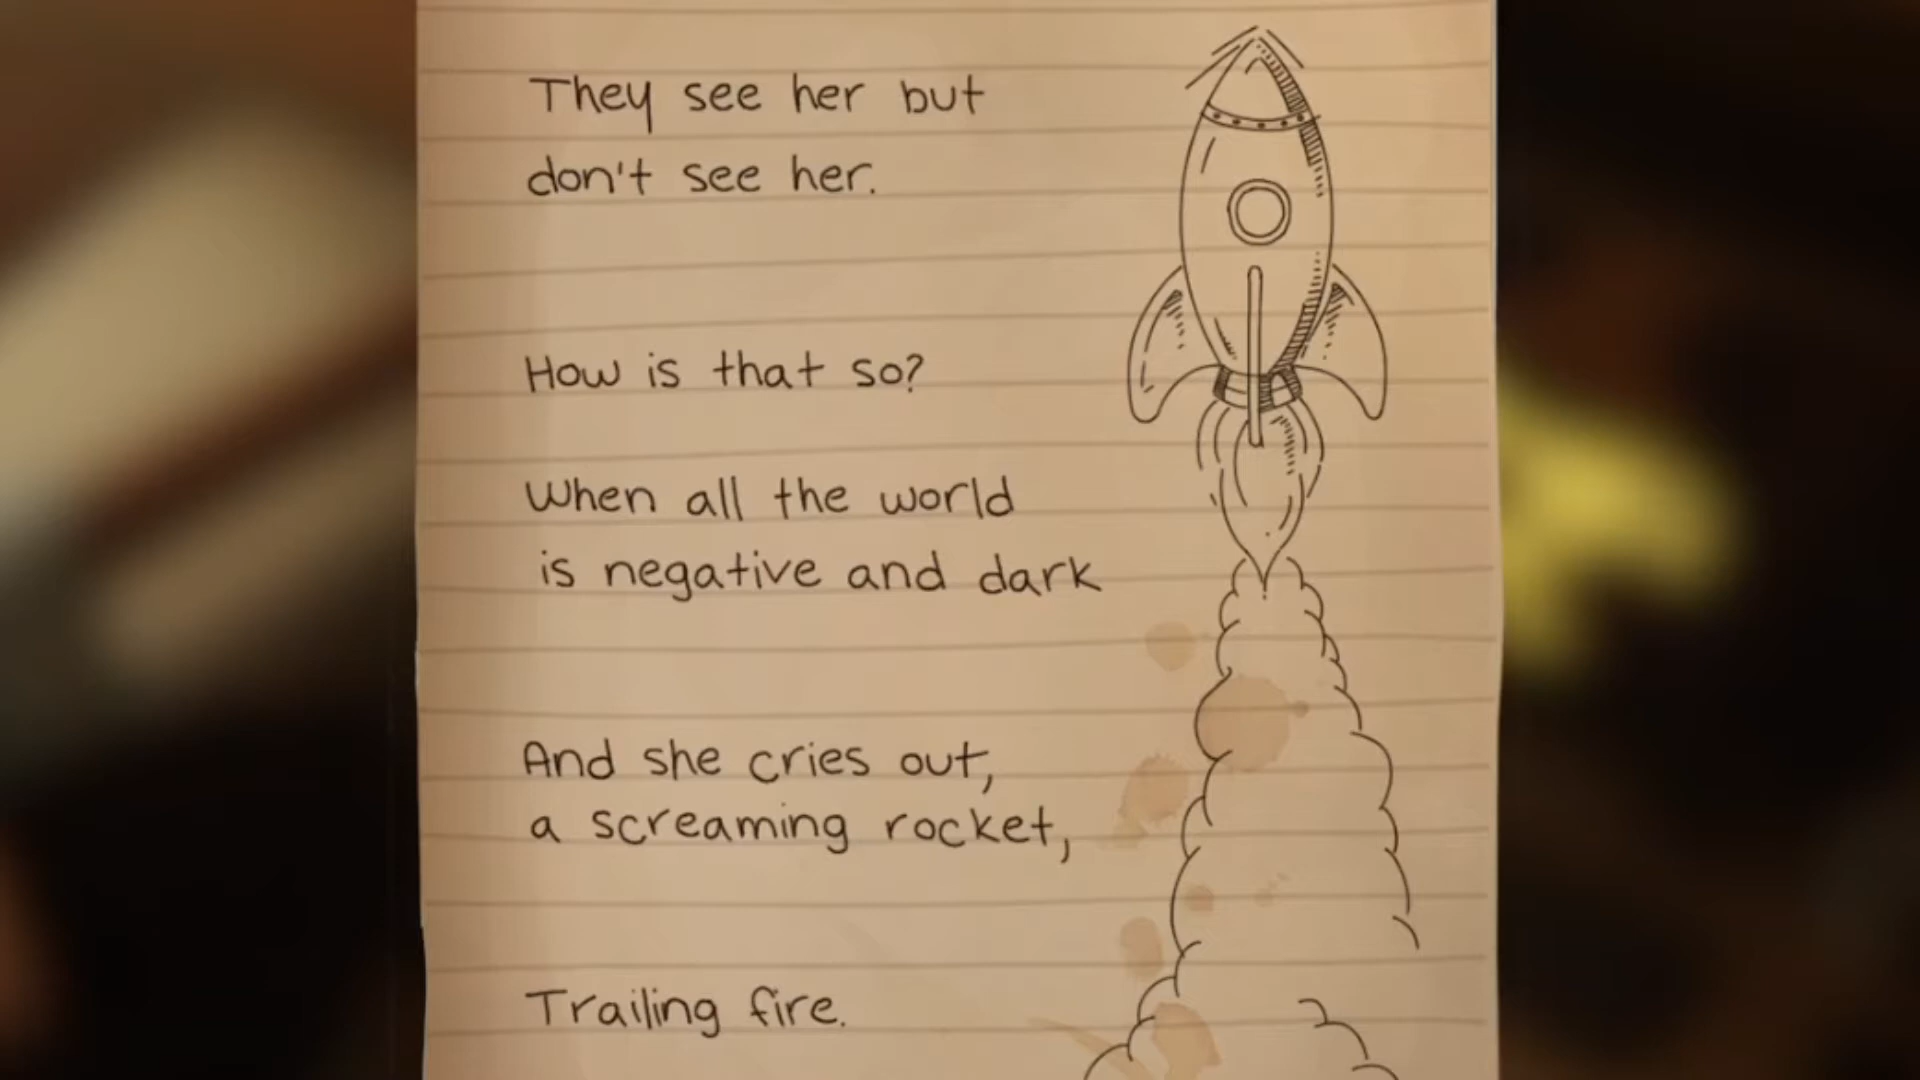 They see her but
don't see her.
How is that so?
When all the world
is negative and dark
And she cries out,
a screaming rocket,
Trailing fire.